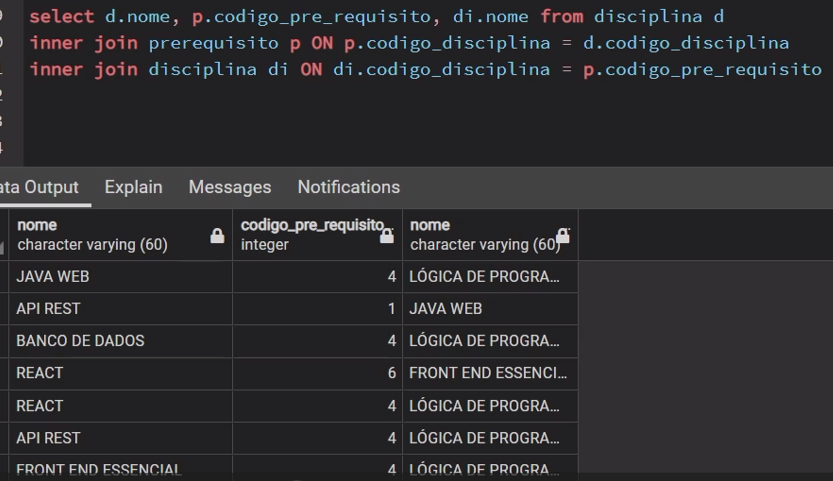 select d.nome, p.codigo_pre_requisito, di.nome from disciplina d
inner join prerequisito p ON p.codigo_disciplina = d.codigo_disciplina
inner join disciplina di ON di.codigo_disciplina = p.codigo_pre_requisito
ata Output Explain Messages Notifications
nome codigo_pre_requisito nome
character varying (60) integer character varying (60)
JAVA WEB 4 LÓGICA DE PROGRA...
API REST 1 JAVA WEB
BANCO DE DADOS 4 LÓGICA DE PROGRA...
REACT 6 FRONT END ESSENCI...
REACT 4 LÓGICA DE PROGRA...
API REST 4 LÓGICA DE PROGRA...
FRONT END ESSENCIAL 4 LÓGICA DE PROGRA...